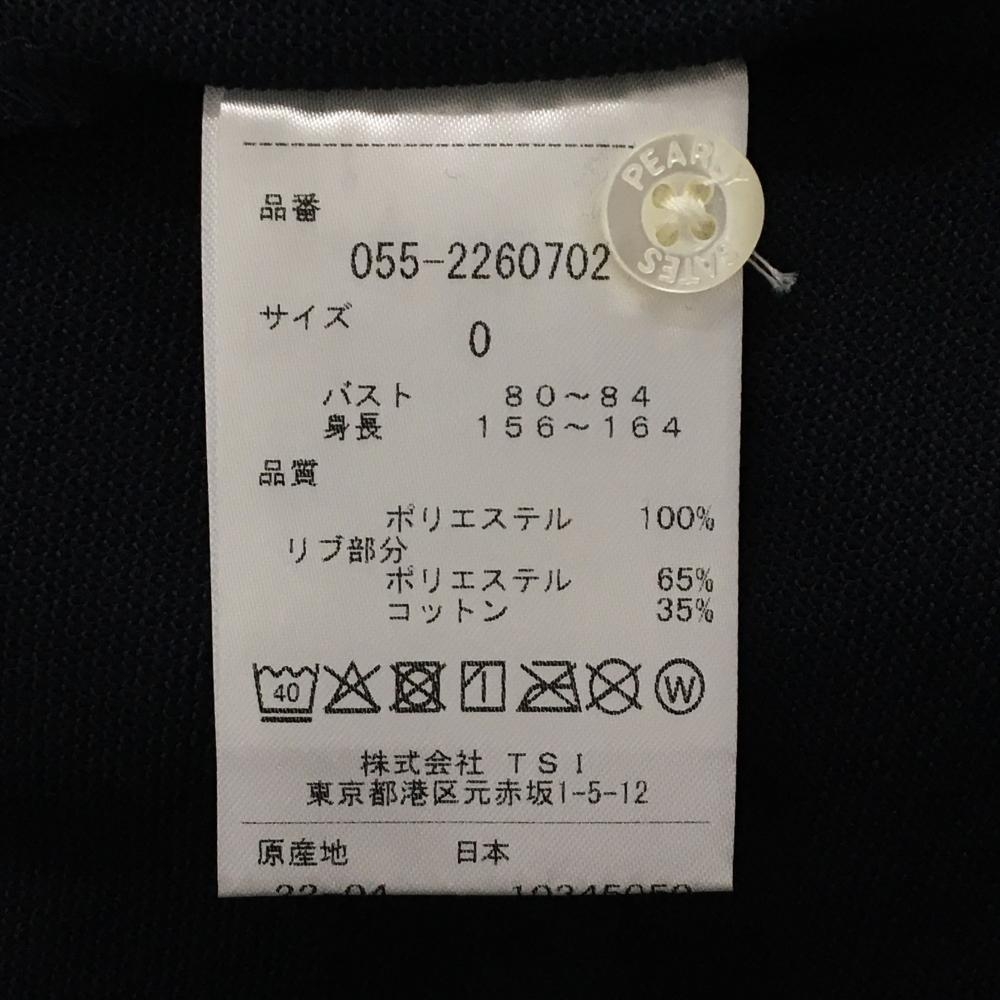 品番
055-2260702
PEARLY
GATES
サイズ
0
バスト 80〜84
身長 156〜164
品質
ポリエステル 100%
リブ部分
ポリエステル 65%
コットン 35%
40
W
株式会社 TSI
東京都港区元赤坂1-5-12
原産地 日本